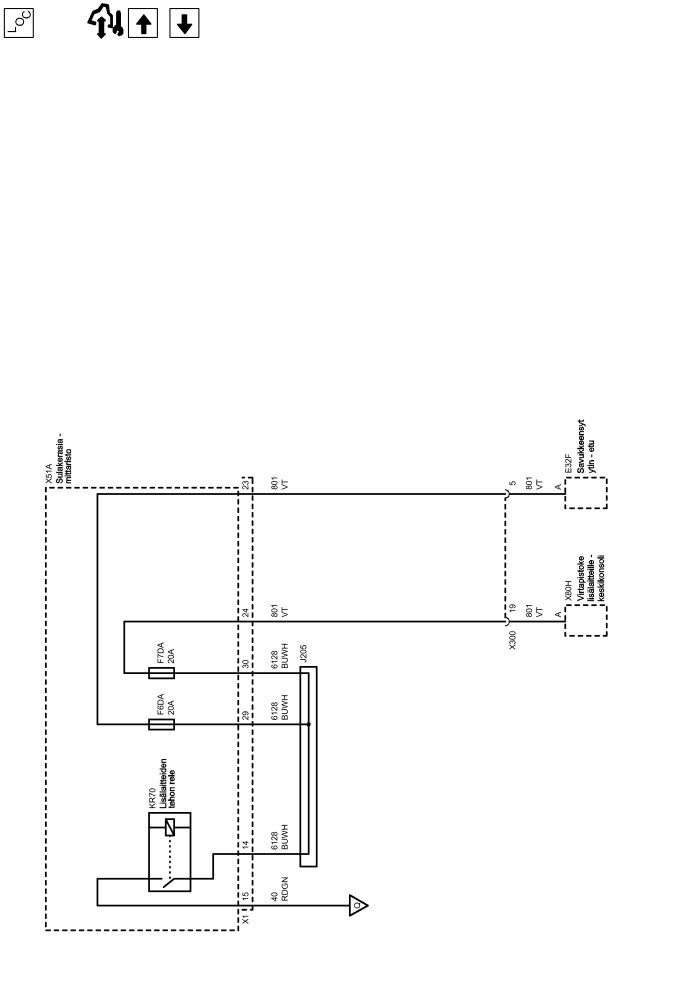 LOC
X51A
Sulakerasia -
mittaristo
KR70
Lisälaitteiden
tehon rele
F6DA
20A
F7DA
20A
X1
15
14
29
30
24
23
40
RDGN
6128
BUWH
6128
BUWH
6128
BUWH
801
VT
801
VT
J205
Q
X300
19
5
801
VT
801
VT
A
A
X80H
Virtapistoke
lisälaitteille -
keskikonsoli
E32F
Savukkeensyt
ytin - etu